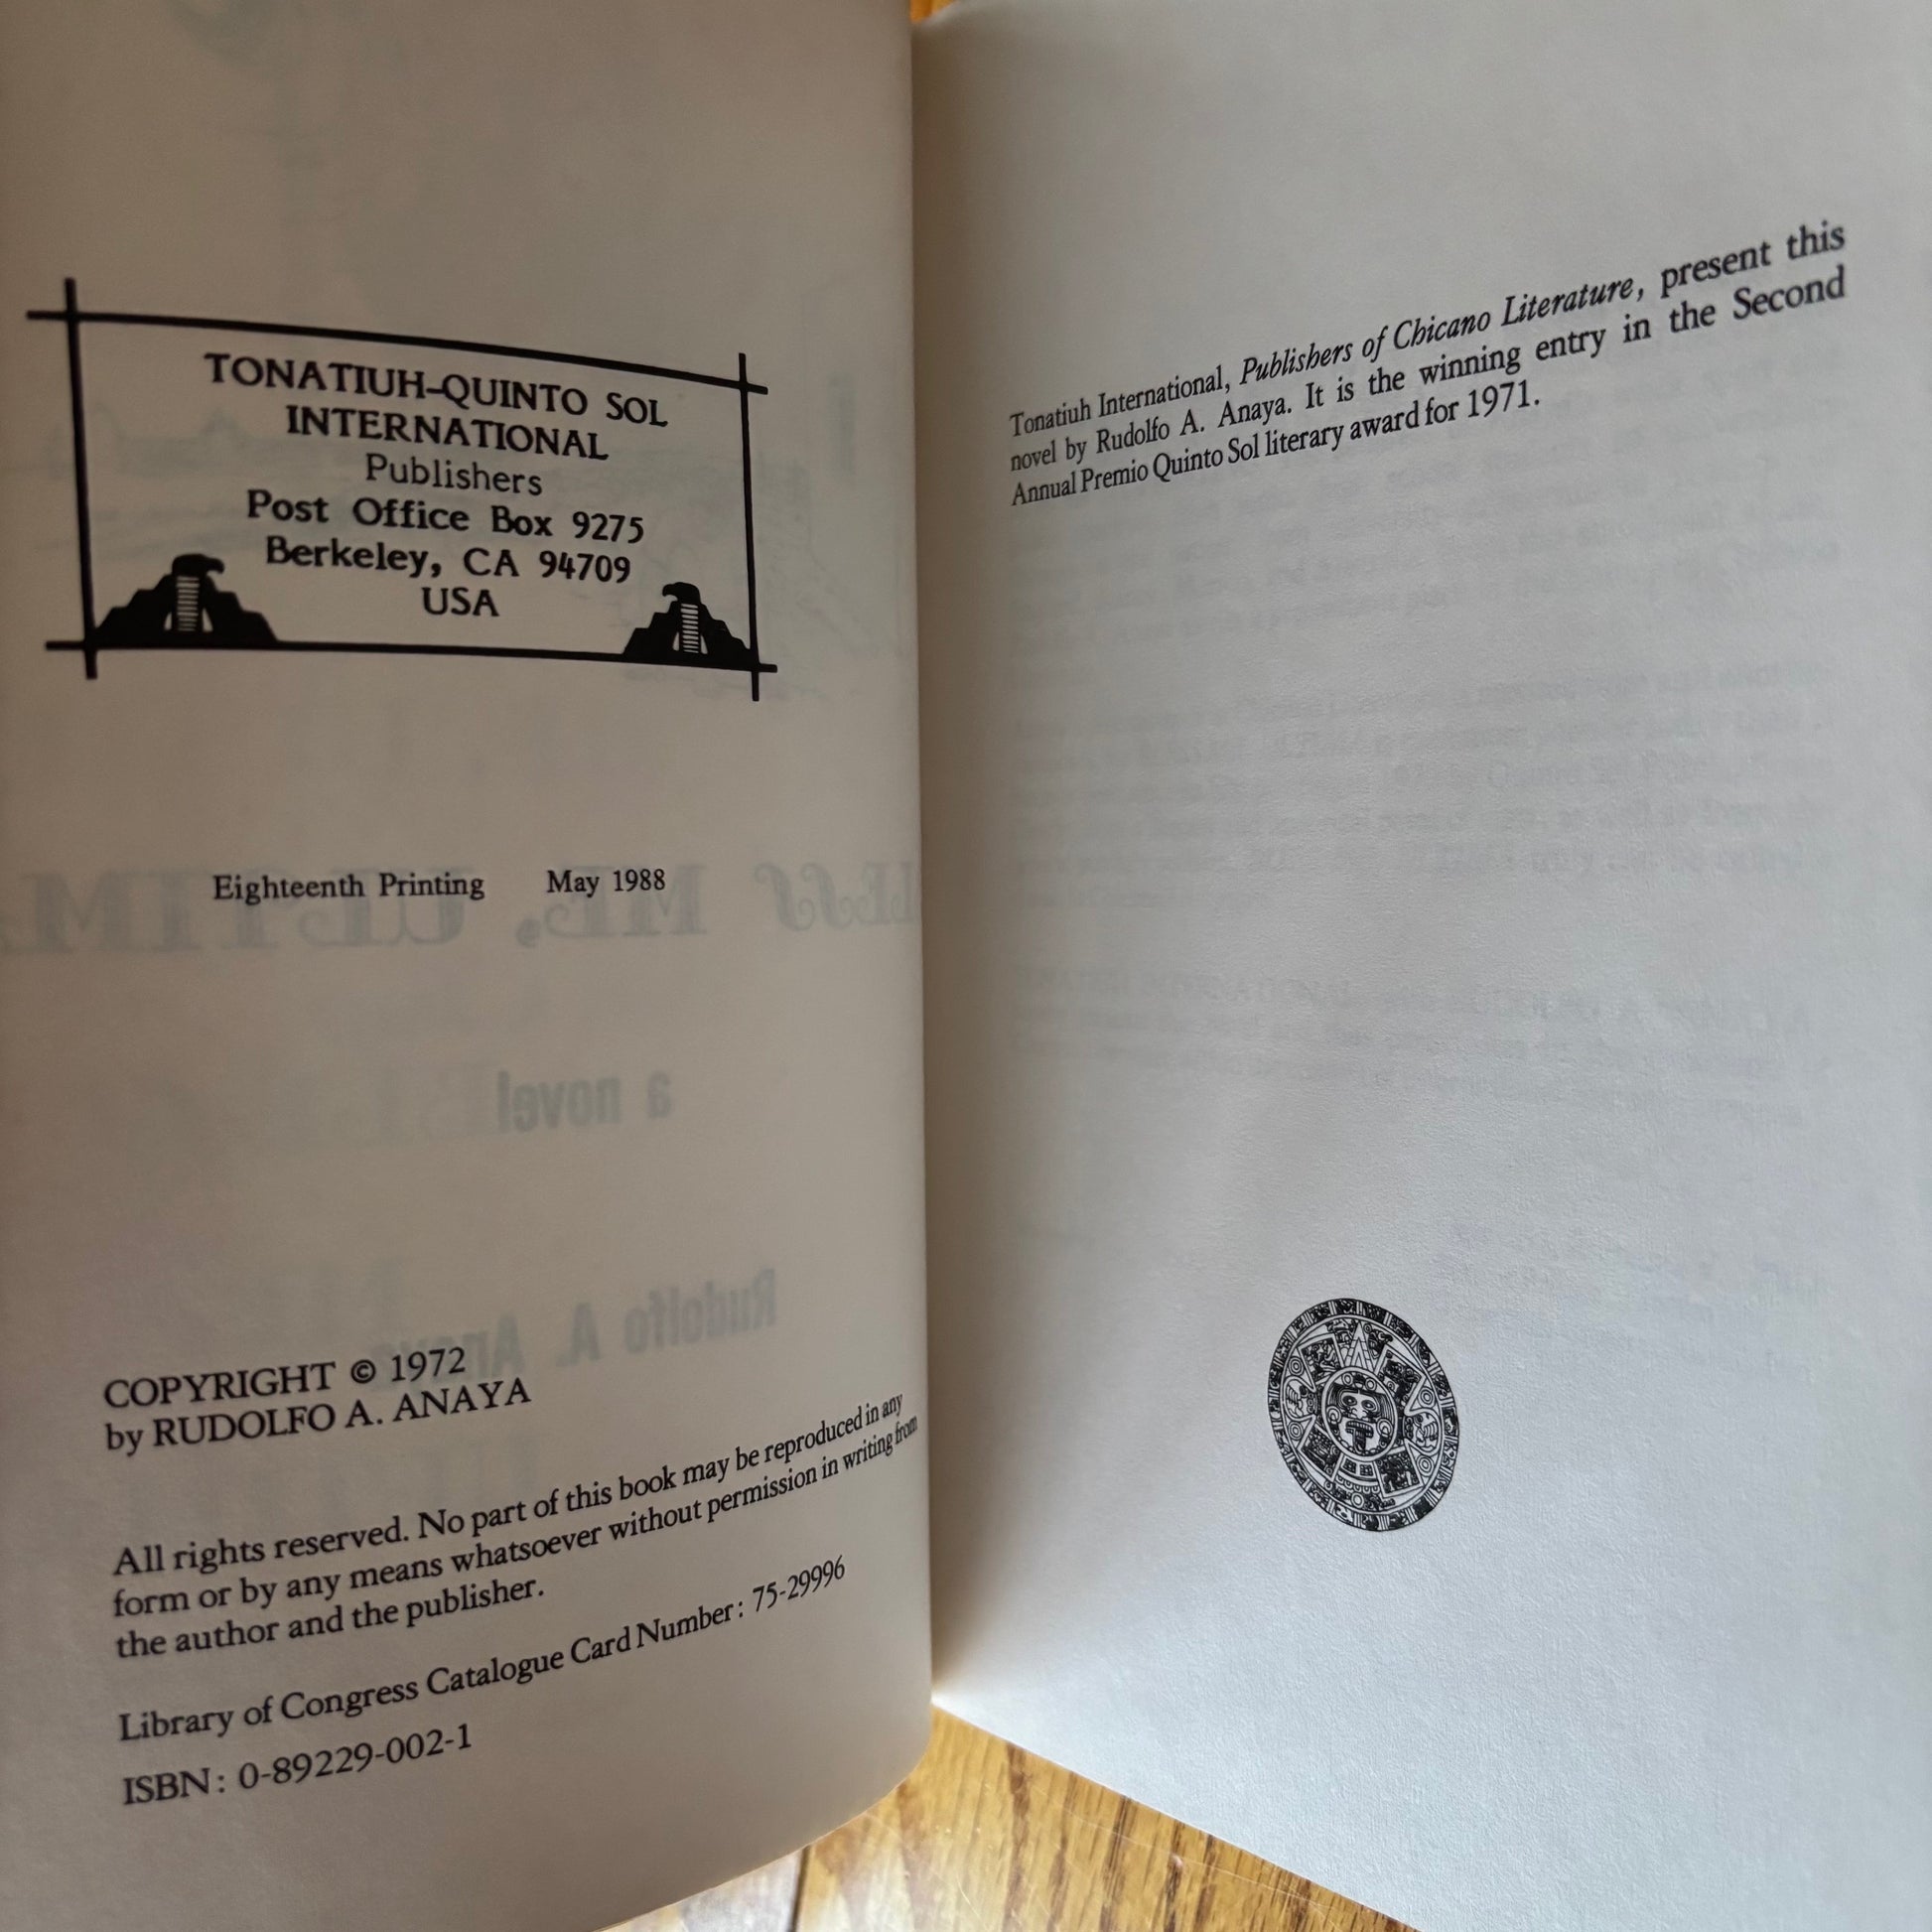 TONATIUH-QUINTO SOL
INTERNATIONAL
Publishers
Post Office Box 9275
Berkeley, CA 94709
USA
Eighteenth Printing May 1988
COPYRIGHT © 1972
by RUDOLFO A. ANAYA
All rights reserved. No part of this book may be reproduced in any
form or by any means whatsoever without permission in writing from
the author and the publisher.
Library of Congress Catalogue Card Number: 75-29996
ISBN: 0-89229-002-1
Tonatiuh International, Publishers of Chicano Literature, present this
novel by Rudolfo A. Anaya. It is the winning entry in the Second
Annual Premio Quinto Sol literary award for 1971.